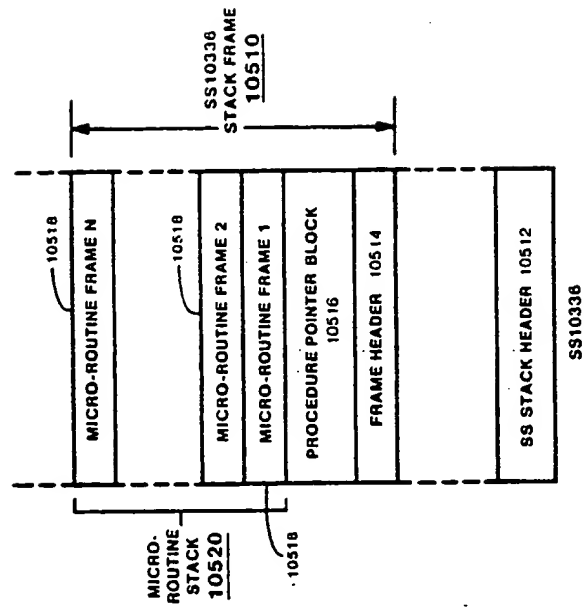 SS10336
STACK FRAME
10510
10518
MICRO-ROUTINE FRAME N
10518
MICRO-ROUTINE FRAME 2
MICRO-ROUTINE FRAME 1
PROCEDURE POINTER BLOCK
10516
FRAME HEADER 10514
SS STACK HEADER 10512
MICRO-
ROUTINE
STACK
10520
10518
SS10336